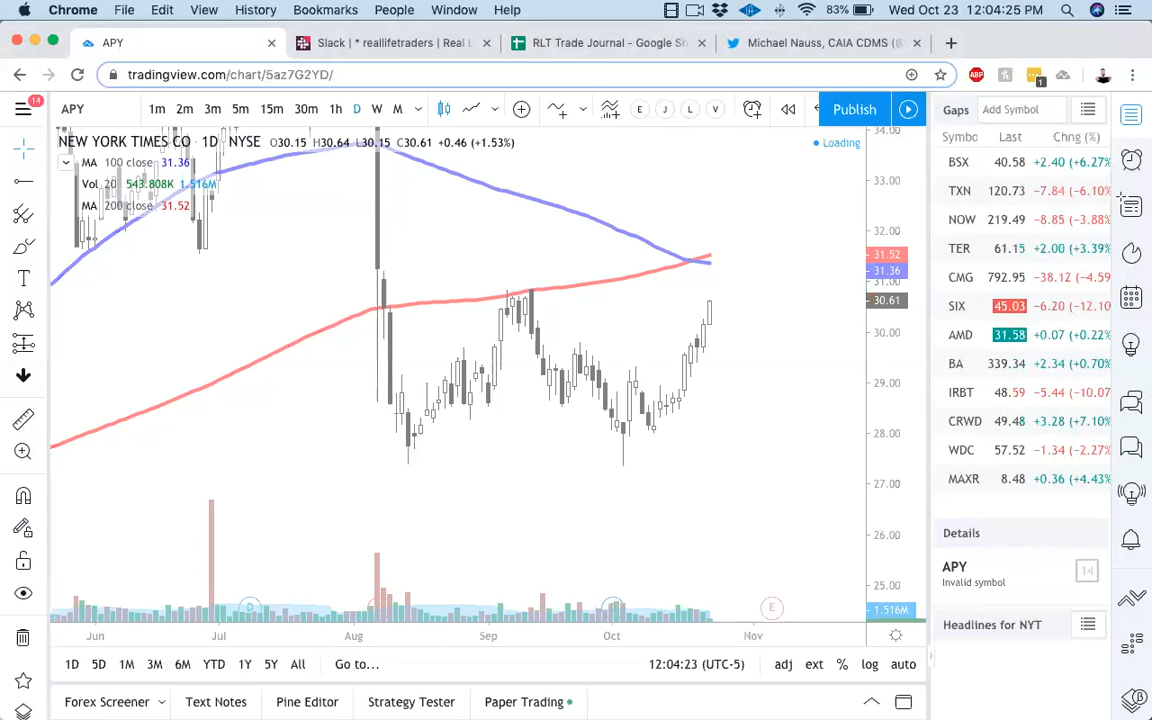 Chrome File Edit View History Bookmarks People Window Help 83% Wed Oct 23 12:04:25 PM
APY Slack | * reallifetraders | Real L RLT Trade Journal - Google Sh Michael Nauss, CAIA CDMS (@
tradingview.com/chart/5az7G2YD/ ABP 1
14 APY 1m 2m 3m 5m 15m 30m 1h D W M E J L V Publish Gaps Add Symbol
NEW YORK TIMES CO · 1D · NYSE O30.15 H30.64 L30.15 C30.61 +0.46 (+1.53%) Loading
MA 100 close 31.36
Vol 20 543.808K 1.516M
MA 200 close 31.52
34.00
33.00
32.00
31.52
31.36
31.00
30.61
30.00
29.00
28.00
27.00
26.00
25.00
1.516M
D D E
Jun Jul Aug Sep Oct Nov
1D 5D 1M 3M 6M YTD 1Y 5Y All Go to... 12:04:23 (UTC-5) adj ext % log auto
Forex Screener Text Notes Pine Editor Strategy Tester Paper Trading
Symbo Last Chng (%)
BSX 40.58 +2.40 (+6.27%
TXN 120.73 -7.84 (-6.10%
NOW 219.49 -8.85 (-3.88%
TER 61.15 +2.00 (+3.39%
CMG 792.95 -38.12 (-4.59
SIX 45.03 -6.20 (-12.10
AMD 31.58 +0.07 (+0.22%
BA 339.34 +2.34 (+0.70%
IRBT 48.59 -5.44 (-10.07
CRWD 49.48 +3.28 (+7.10%
WDC 57.52 -1.34 (-2.27%
MAXR 8.48 +0.36 (+4.43%
Details
APY 14
Invalid symbol
Headlines for NYT